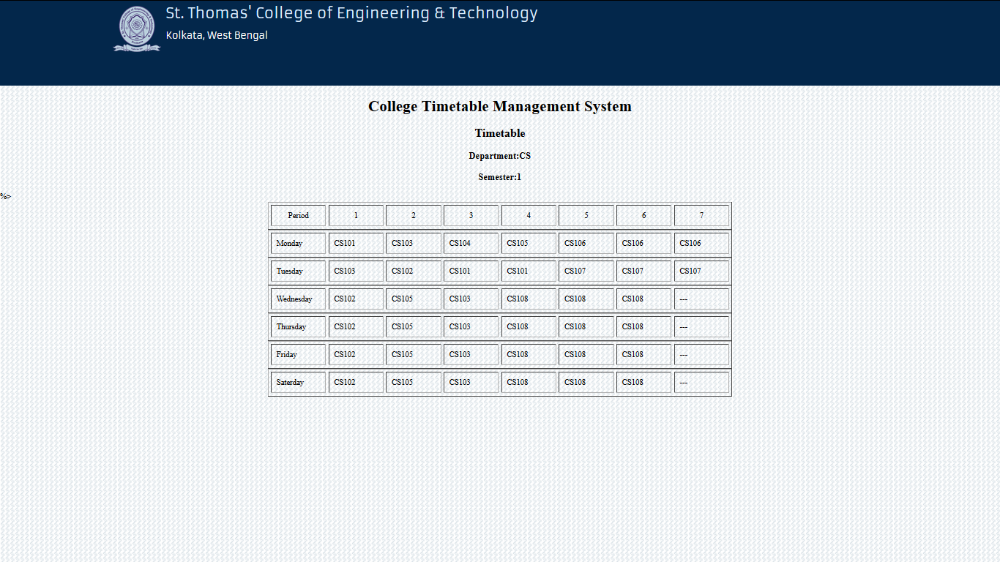 St. Thomas' College of Engineering & Technology
Kolkata, West Bengal
College Timetable Management System
Timetable
Department:CS
Semester:1
%>
Period 1 2 3 4 5 6 7
Monday CS101 CS103 CS104 CS105 CS106 CS106 CS106
Tuesday CS103 CS102 CS101 CS101 CS107 CS107 CS107
Wednesday CS102 CS105 CS103 CS108 CS108 CS108 ---
Thursday CS102 CS105 CS103 CS108 CS108 CS108 ---
Friday CS102 CS105 CS103 CS108 CS108 CS108 ---
Saterday CS102 CS105 CS103 CS108 CS108 CS108 ---